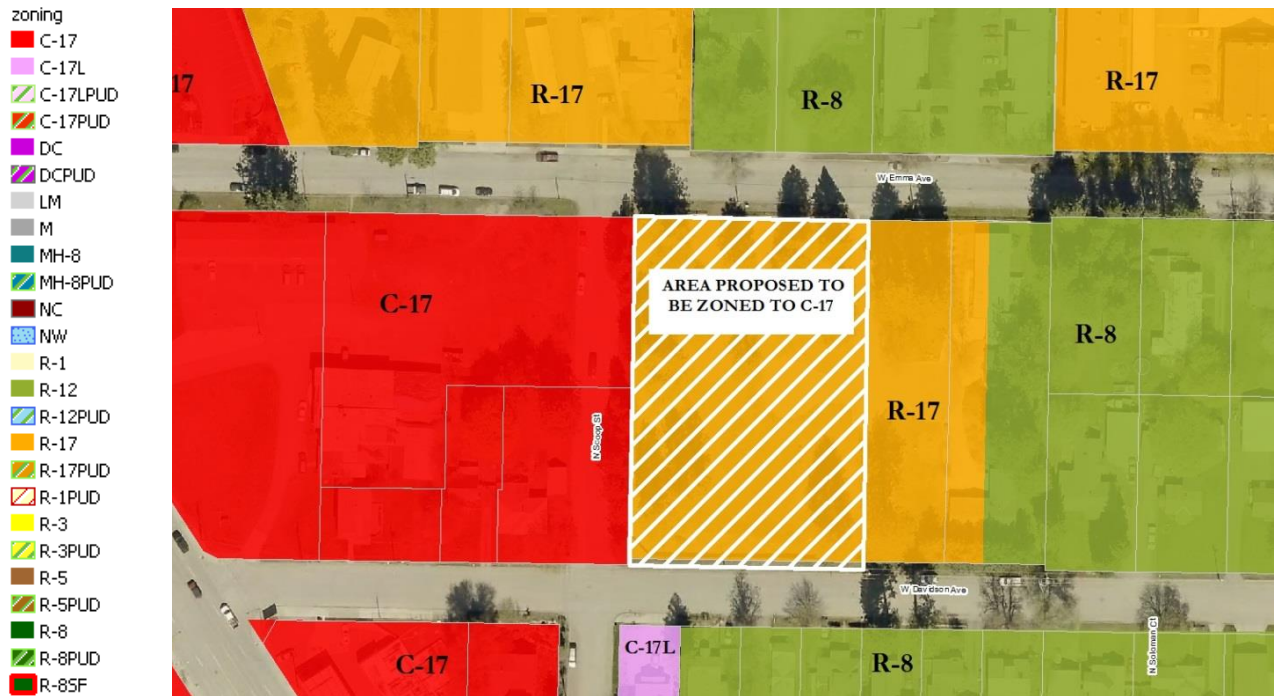 zoning
C-17
C-17L
C-17LPUD
C-17PUD
DC
DCPUD
LM
M
MH-8
MH-8PUD
NC
NW
R-1
R-12
R-12PUD
R-17
R-17PUD
R-1PUD
R-3
R-3PUD
R-5
R-5PUD
R-8
R-8PUD
R-8SF
17
R-17
R-8
R-17
W Emma Ave
C-17
AREA PROPOSED TO
BE ZONED TO C-17
R-17
R-8
N Scoop St
W Davidson Ave
C-17
C-17L
R-8
N Soloman Ct